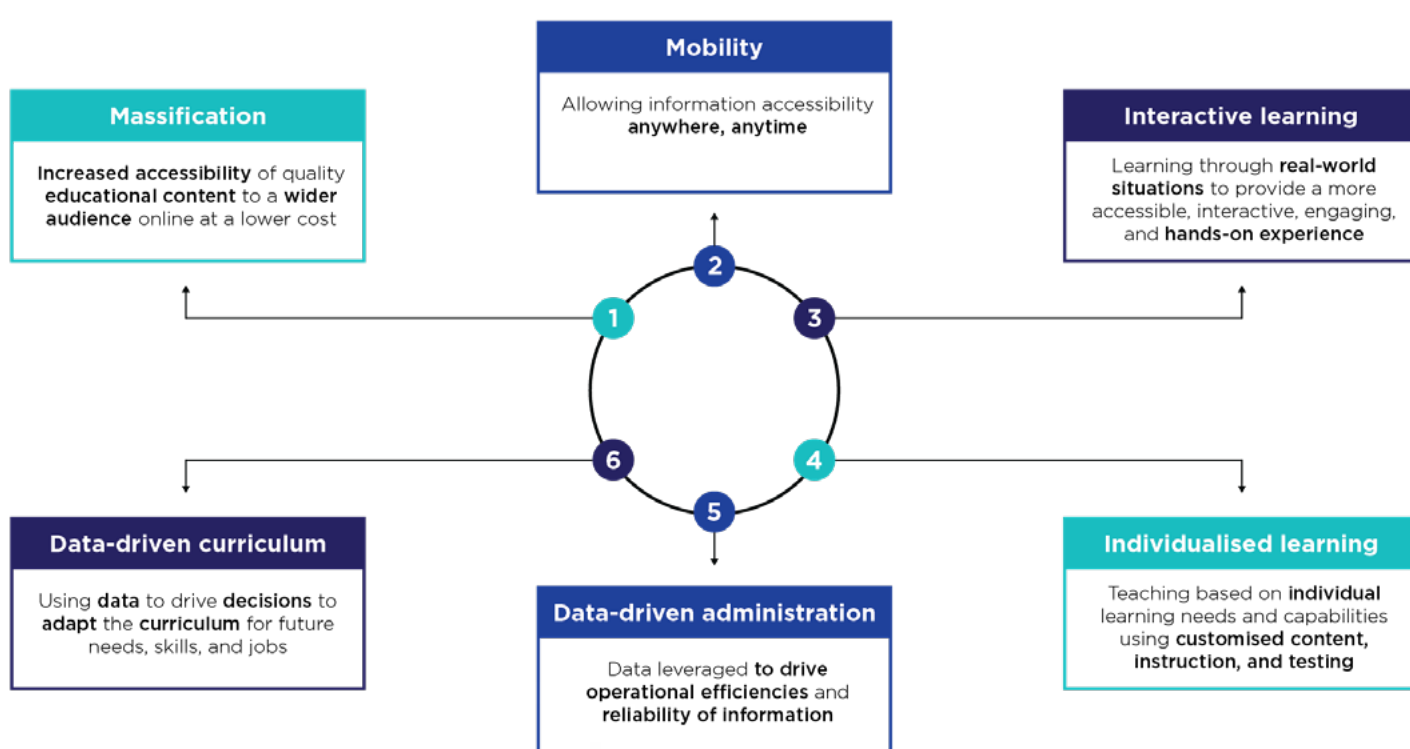 Massification
Increased accessibility of quality
educational content to a wider
audience online at a lower cost
Mobility
Allowing information accessibility
anywhere, anytime
Interactive learning
Learning through real-world
situations to provide a more
accessible, interactive, engaging,
and hands-on experience
1
2
3
4
5
6
Individualised learning
Teaching based on individual
learning needs and capabilities
using customised content,
instruction, and testing
Data-driven administration
Data leveraged to drive
operational efficiencies and
reliability of information
Data-driven curriculum
Using data to drive decisions to
adapt the curriculum for future
needs, skills, and jobs